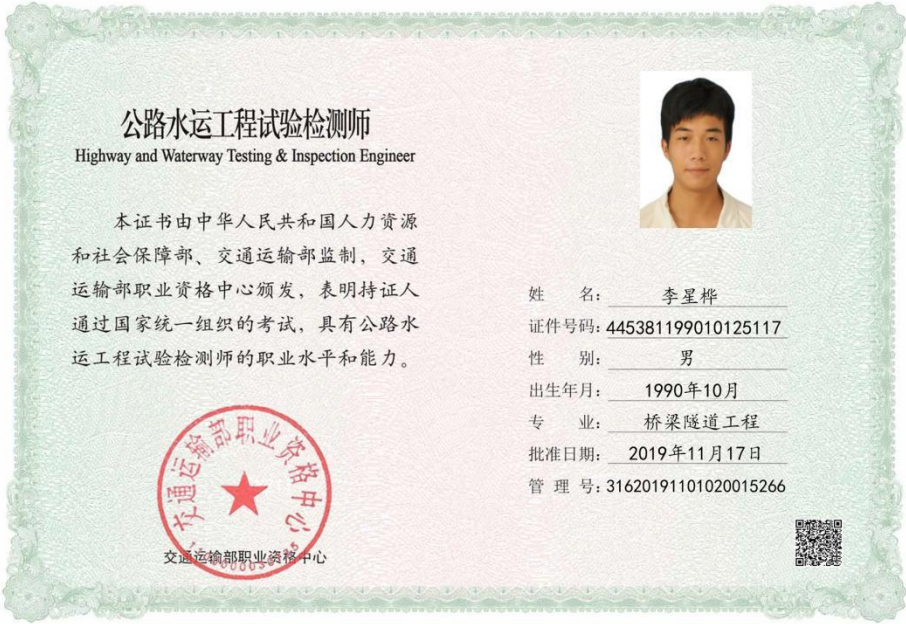 公路水运工程试验检测师
Highway and Waterway Testing & Inspection Engineer
本证书由中华人民共和国人力资源
和社会保障部、交通运输部监制，交通
运输部职业资格中心颁发，表明持证人
通过国家统一组织的考试，具有公路水
运工程试验检测师的职业水平和能力。
交通运输部职业资格中心
交通运输部职业资格中心
姓 名：李星桦
证件号码：445381199010125117
性 别：男
出生年月：1990年10月
专 业：桥梁隧道工程
批准日期：2019年11月17日
管 理 号：31620191101020015266